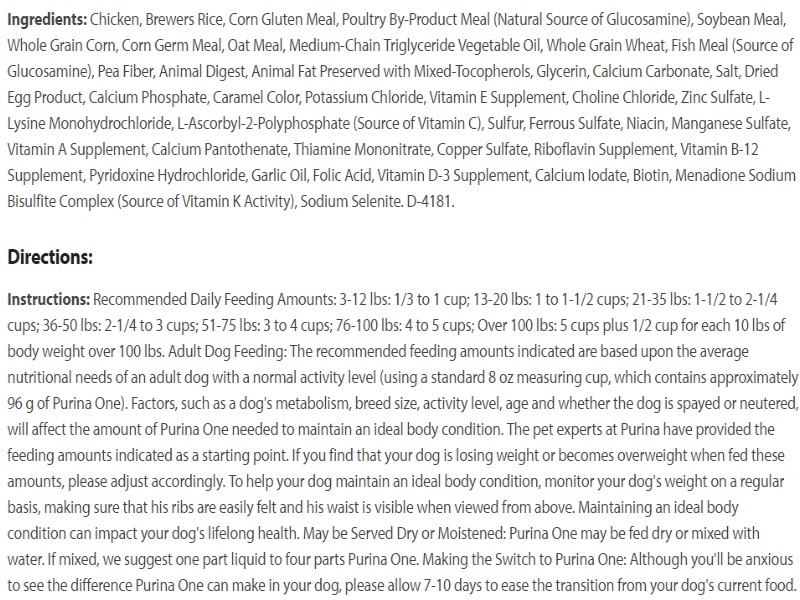 Ingredients: Chicken, Brewers Rice, Corn Gluten Meal, Poultry By-Product Meal (Natural Source of Glucosamine), Soybean Meal,
Whole Grain Corn, Corn Germ Meal, Oat Meal, Medium-Chain Triglyceride Vegetable Oil, Whole Grain Wheat, Fish Meal (Source of
Glucosamine), Pea Fiber, Animal Digest, Animal Fat Preserved with Mixed-Tocopherols, Glycerin, Calcium Carbonate, Salt, Dried
Egg Product, Calcium Phosphate, Caramel Color, Potassium Chloride, Vitamin E Supplement, Choline Chloride, Zinc Sulfate, L-
Lysine Monohydrochloride, L-Ascorbyl-2-Polyphosphate (Source of Vitamin C), Sulfur, Ferrous Sulfate, Niacin, Manganese Sulfate,
Vitamin A Supplement, Calcium Pantothenate, Thiamine Mononitrate, Copper Sulfate, Riboflavin Supplement, Vitamin B-12
Supplement, Pyridoxine Hydrochloride, Garlic Oil, Folic Acid, Vitamin D-3 Supplement, Calcium Iodate, Biotin, Menadione Sodium
Bisulfite Complex (Source of Vitamin K Activity), Sodium Selenite. D-4181.
Directions:
Instructions: Recommended Daily Feeding Amounts: 3-12 lbs: 1/3 to 1 cup; 13-20 lbs: 1 to 1-1/2 cups; 21-35 lbs: 1-1/2 to 2-1/4
cups; 36-50 lbs: 2-1/4 to 3 cups; 51-75 lbs: 3 to 4 cups; 76-100 lbs: 4 to 5 cups; Over 100 lbs: 5 cups plus 1/2 cup for each 10 lbs of
body weight over 100 lbs. Adult Dog Feeding: The recommended feeding amounts indicated are based upon the average
nutritional needs of an adult dog with a normal activity level (using a standard 8 oz measuring cup, which contains approximately
96 g of Purina One). Factors, such as a dog's metabolism, breed size, activity level, age and whether the dog is spayed or neutered,
will affect the amount of Purina One needed to maintain an ideal body condition. The pet experts at Purina have provided the
feeding amounts indicated as a starting point. If you find that your dog is losing weight or becomes overweight when fed these
amounts, please adjust accordingly. To help your dog maintain an ideal body condition, monitor your dog's weight on a regular
basis, making sure that his ribs are easily felt and his waist is visible when viewed from above. Maintaining an ideal body
condition can impact your dog's lifelong health. May be Served Dry or Moistened: Purina One may be fed dry or mixed with
water. If mixed, we suggest one part liquid to four parts Purina One. Making the Switch to Purina One: Although you'll be anxious
to see the difference Purina One can make in your dog, please allow 7-10 days to ease the transition from your dog's current food.